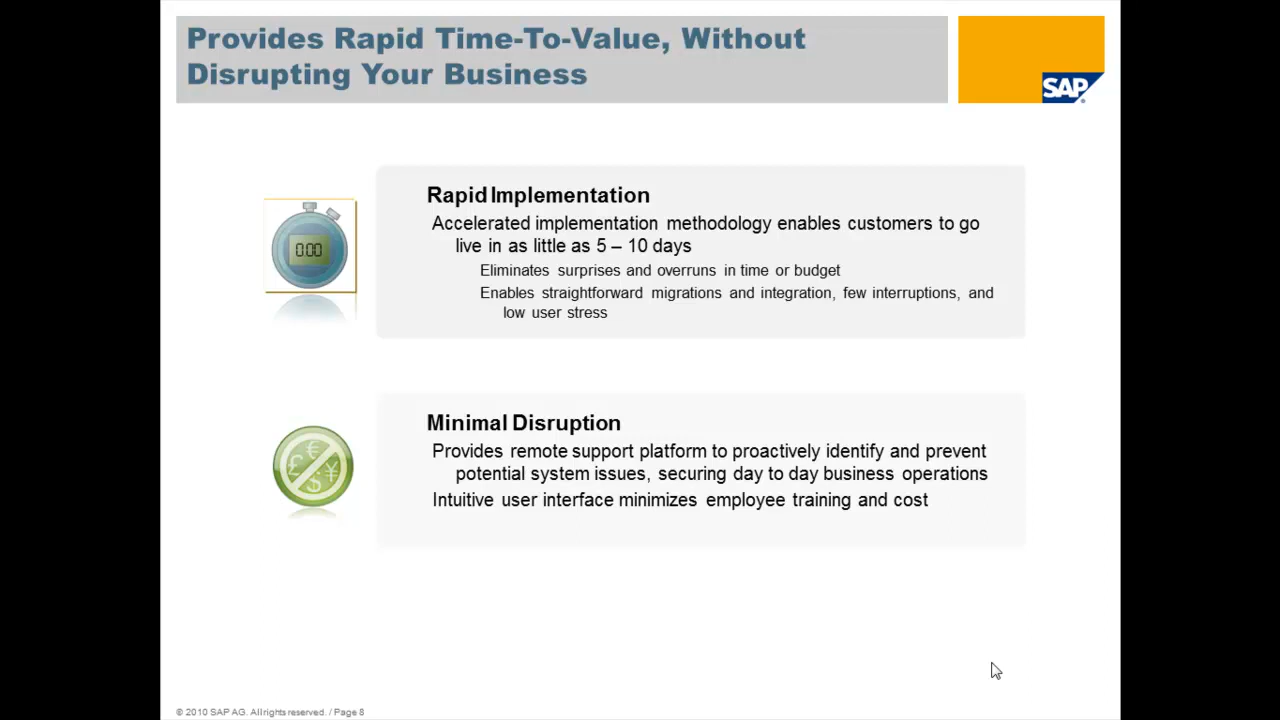 Provides Rapid Time-To-Value, Without
Disrupting Your Business
SAP
Rapid Implementation
Accelerated implementation methodology enables customers to go
live in as little as 5 – 10 days
Eliminates surprises and overruns in time or budget
Enables straightforward migrations and integration, few interruptions, and
low user stress
0.00
Minimal Disruption
Provides remote support platform to proactively identify and prevent
potential system issues, securing day to day business operations
Intuitive user interface minimizes employee training and cost
£ € $ ¥
© 2010 SAP AG. All rights reserved. / Page 8